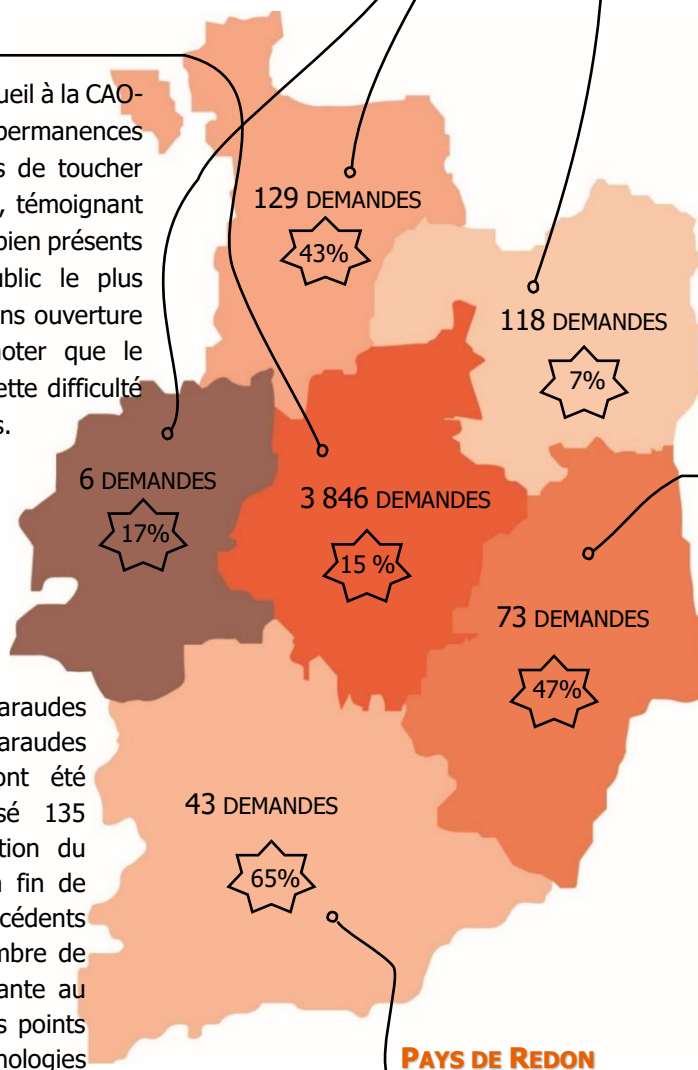 ueil à la CAO-
permanences
s de toucher
, témoignant
bien présents
ublic le plus
ns ouverture
noter que le
ette difficulté
s.
129 DEMANDES
43%
118 DEMANDES
7%
6 DEMANDES
17%
3 846 DEMANDES
15 %
73 DEMANDES
47%
araudes
araudes
ont été
sé 135
tion du
fin de
cédents
mbre de
ante au
s points
nologies
43 DEMANDES
65%
PAYS DE REDON